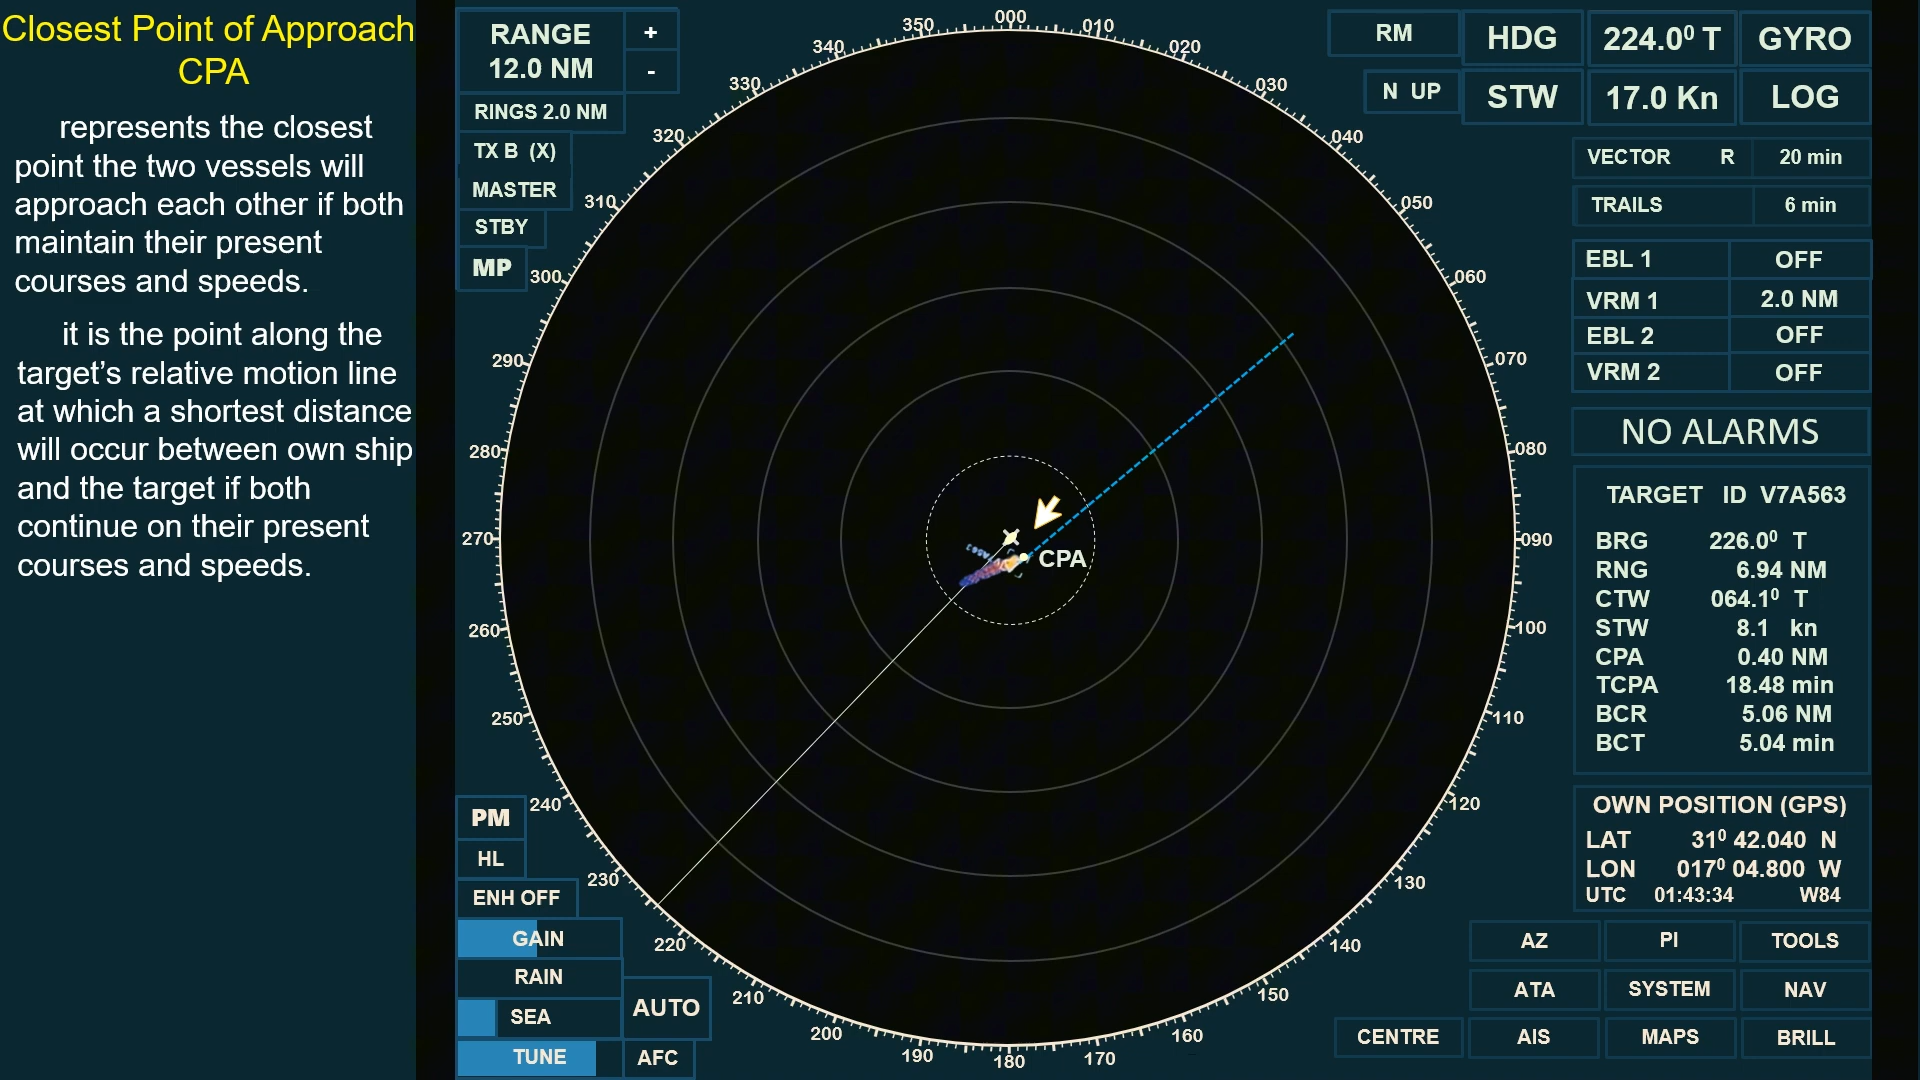 Closest Point of Approach
CPA
represents the closest
point the two vessels will
approach each other if both
maintain their present
courses and speeds.
it is the point along the
target’s relative motion line
at which a shortest distance
will occur between own ship
and the target if both
continue on their present
courses and speeds.
RANGE
12.0 NM
+
-
RINGS 2.0 NM
TX B (X)
MASTER
STBY
MP
000
010
020
030
040
050
060
070
080
090
100
110
120
130
140
150
160
170
180
190
200
210
220
230
240
250
260
270
280
290
300
310
320
330
340
350
CPA
PM
HL
ENH OFF
GAIN
RAIN
SEA
AUTO
TUNE
AFC
RM
HDG
224.0⁰ T
GYRO
N UP
STW
17.0 Kn
LOG
VECTOR R 20 min
TRAILS 6 min
EBL 1 OFF
VRM 1 2.0 NM
EBL 2 OFF
VRM 2 OFF
NO ALARMS
TARGET ID V7A563
BRG 226.0⁰ T
RNG 6.94 NM
CTW 064.1⁰ T
STW 8.1 kn
CPA 0.40 NM
TCPA 18.48 min
BCR 5.06 NM
BCT 5.04 min
OWN POSITION (GPS)
LAT 31⁰ 42.040 N
LON 017⁰ 04.800 W
UTC 01:43:34 W84
AZ
PI
TOOLS
ATA
SYSTEM
NAV
CENTRE
AIS
MAPS
BRILL